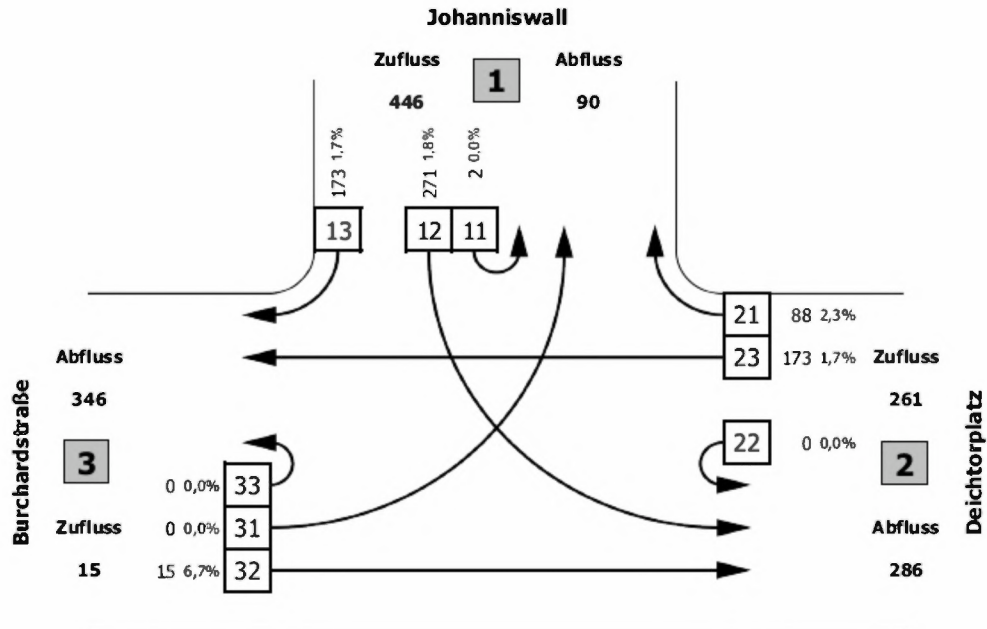 Johanniswall
Zufluss 1 Abfluss
446 90
173 1,7%
271 1,8%
2 0,0%
13 12 11
21 88 2,3%
23 173 1,7%
Zufluss
261
22 0 0,0%
2
Deichtorplatz
Abfluss
286
Abfluss
346
Burchardstraße
3
33 0 0,0%
31 0 0,0%
32 15 6,7%
Zufluss
15